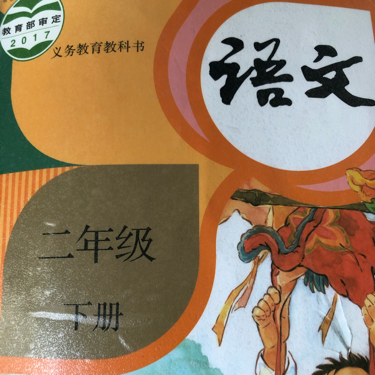 教育部审定
2017
义务教育教科书
语文
二年级
下册